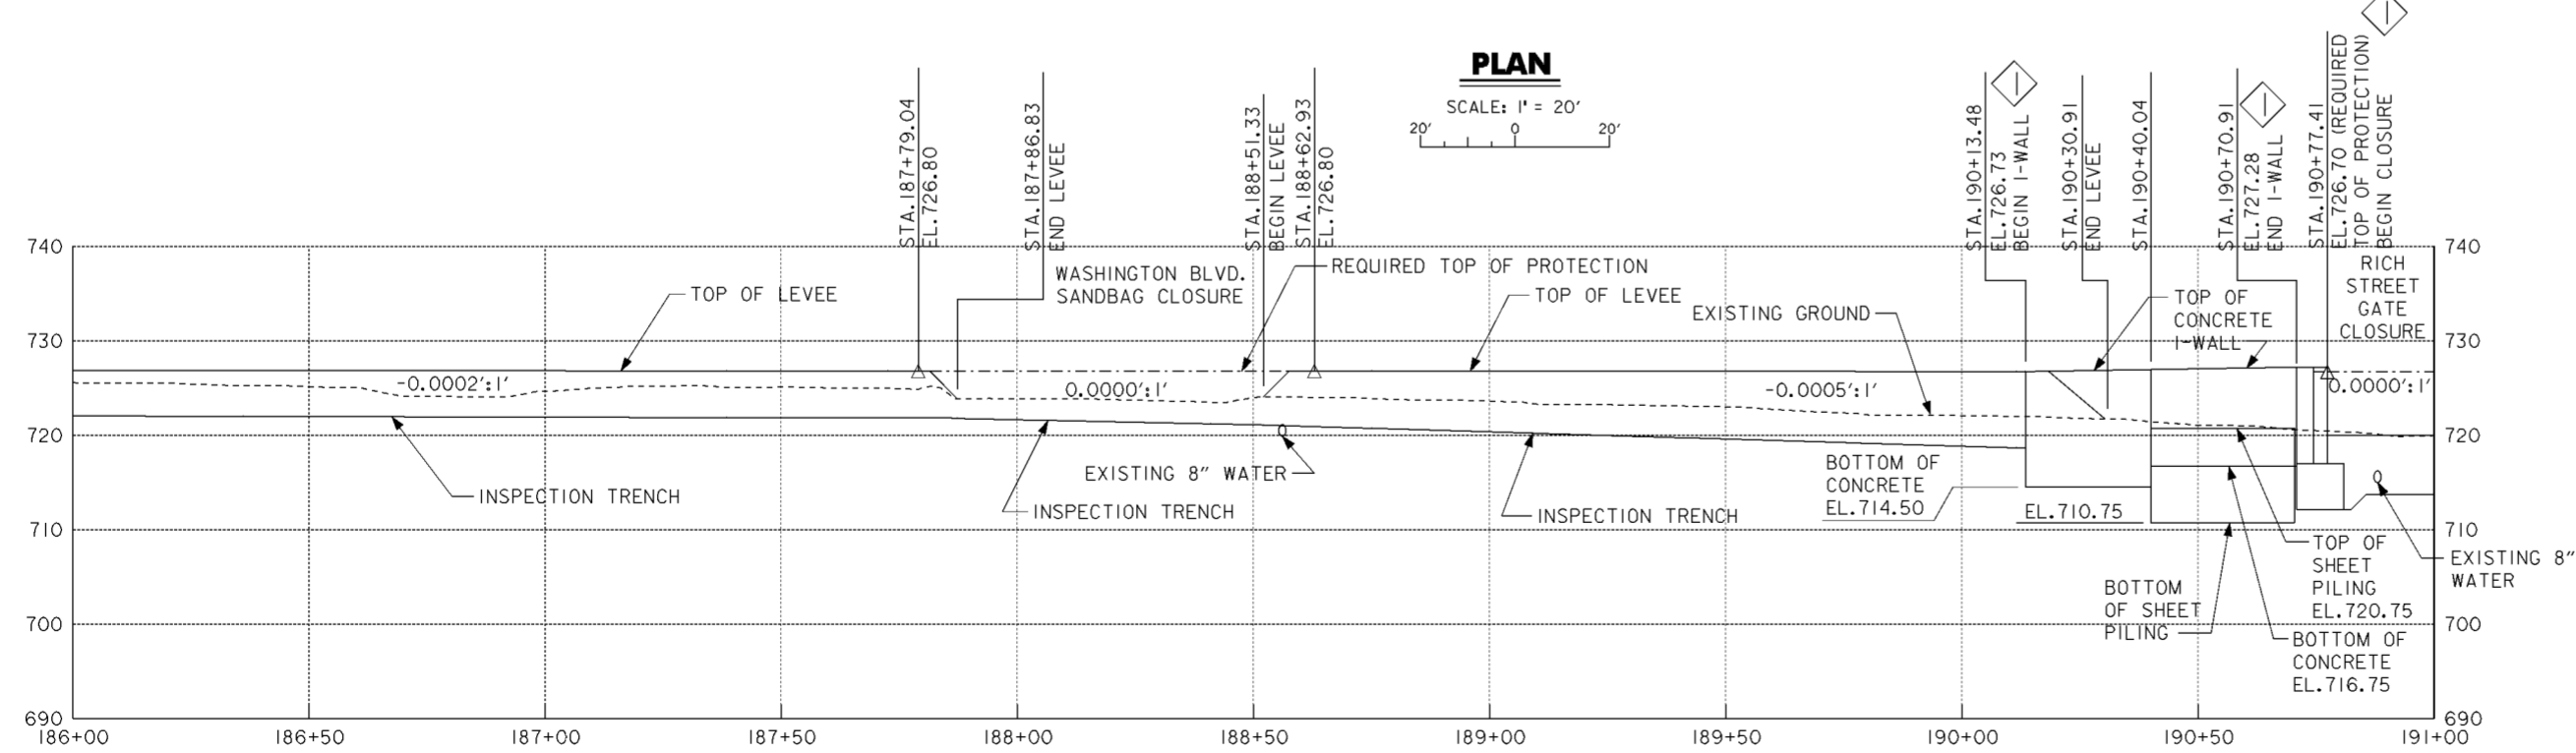 PLAN
SCALE: 1" = 20'
20' 0 20'
STA.187+79.04
EL.726.80
STA.187+86.83
END LEVEE
STA.188+51.33
BEGIN LEVEE
STA.188+62.93
EL.726.80
STA.190+13.48
EL.726.73
BEGIN I-WALL
I
STA.190+30.91
END LEVEE
STA.190+40.04
STA.190+70.91
EL.727.28
END I-WALL
I
STA.190+77.41
EL.726.70 (REQUIRED
TOP OF PROTECTION)
BEGIN CLOSURE
I
740
740
WASHINGTON BLVD.
SANDBAG CLOSURE
REQUIRED TOP OF PROTECTION
TOP OF LEVEE
TOP OF LEVEE
EXISTING GROUND
TOP OF
CONCRETE
I-WALL
RICH
STREET
GATE
CLOSURE
730
730
-0.0002':1'
0.0000':1'
-0.0005':1'
0.0000':1'
720
720
INSPECTION TRENCH
INSPECTION TRENCH
EXISTING 8" WATER
INSPECTION TRENCH
BOTTOM OF
CONCRETE
EL.714.50
EL.710.75
710
710
TOP OF
SHEET
PILING
EL.720.75
EXISTING 8"
WATER
BOTTOM
OF SHEET
PILING
BOTTOM OF
CONCRETE
EL.716.75
700
700
690
690
186+00 186+50 187+00 187+50 188+00 188+50 189+00 189+50 190+00 190+50 191+00